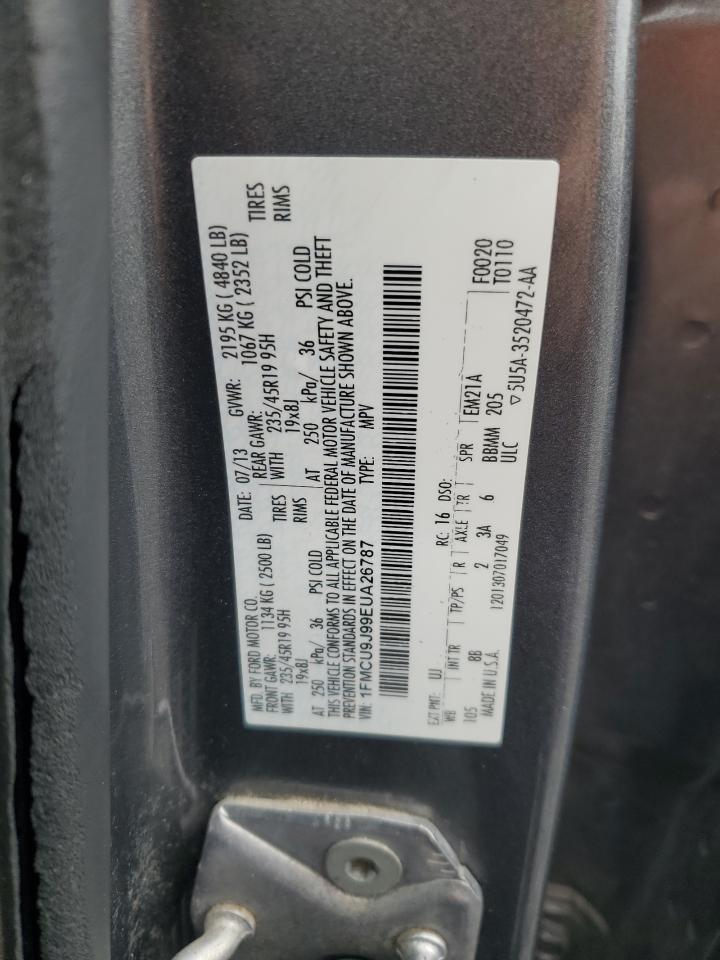 MFD. BY FORD MOTOR CO. DATE: 07/13 GVWR: 2195 KG ( 4840 LB)
FRONT GAWR: 1134 KG ( 2500 LB) REAR GAWR: 1067 KG ( 2352 LB)
WITH 235/45R19 95H TIRES WITH 235/45R19 95H TIRES
19x8J RIMS 19x8J RIMS
AT 250 kPa/ 36 PSI COLD AT 250 kPa/ 36 PSI COLD
THIS VEHICLE CONFORMS TO ALL APPLICABLE FEDERAL MOTOR VEHICLE SAFETY AND THEFT
PREVENTION STANDARDS IN EFFECT ON THE DATE OF MANUFACTURE SHOWN ABOVE.
VIN: 1FMCU9J99EUA26787 TYPE: MPV
EXT PNT: UJ RC: 16 DSO: F0020
WB INT TR TP/PS R AXLE TR SPR EM21A T0110
105 8B 2 3A 6 BBMM 205
MADE IN U.S.A. 1201307017049 ULC ▽5U5A-3520472-AA